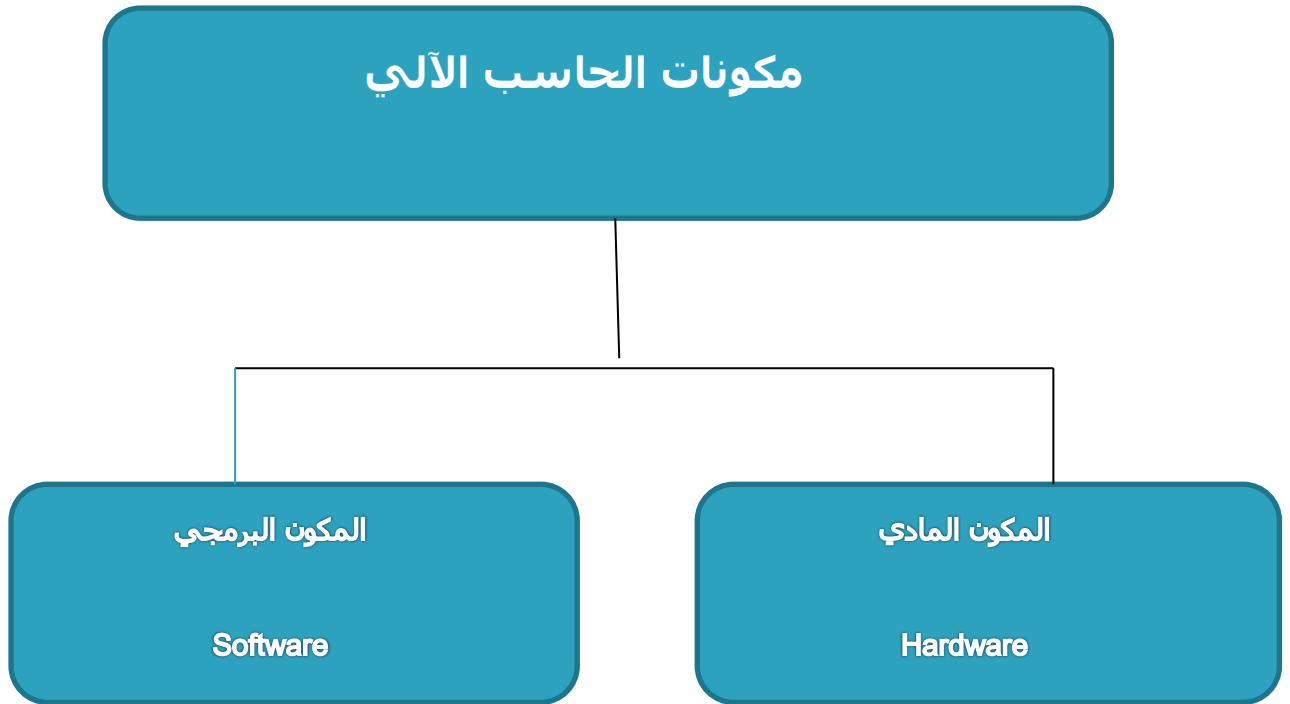 مكونات الحاسب الآلي
المكون المادي
Hardware
المكون البرمجي
Software